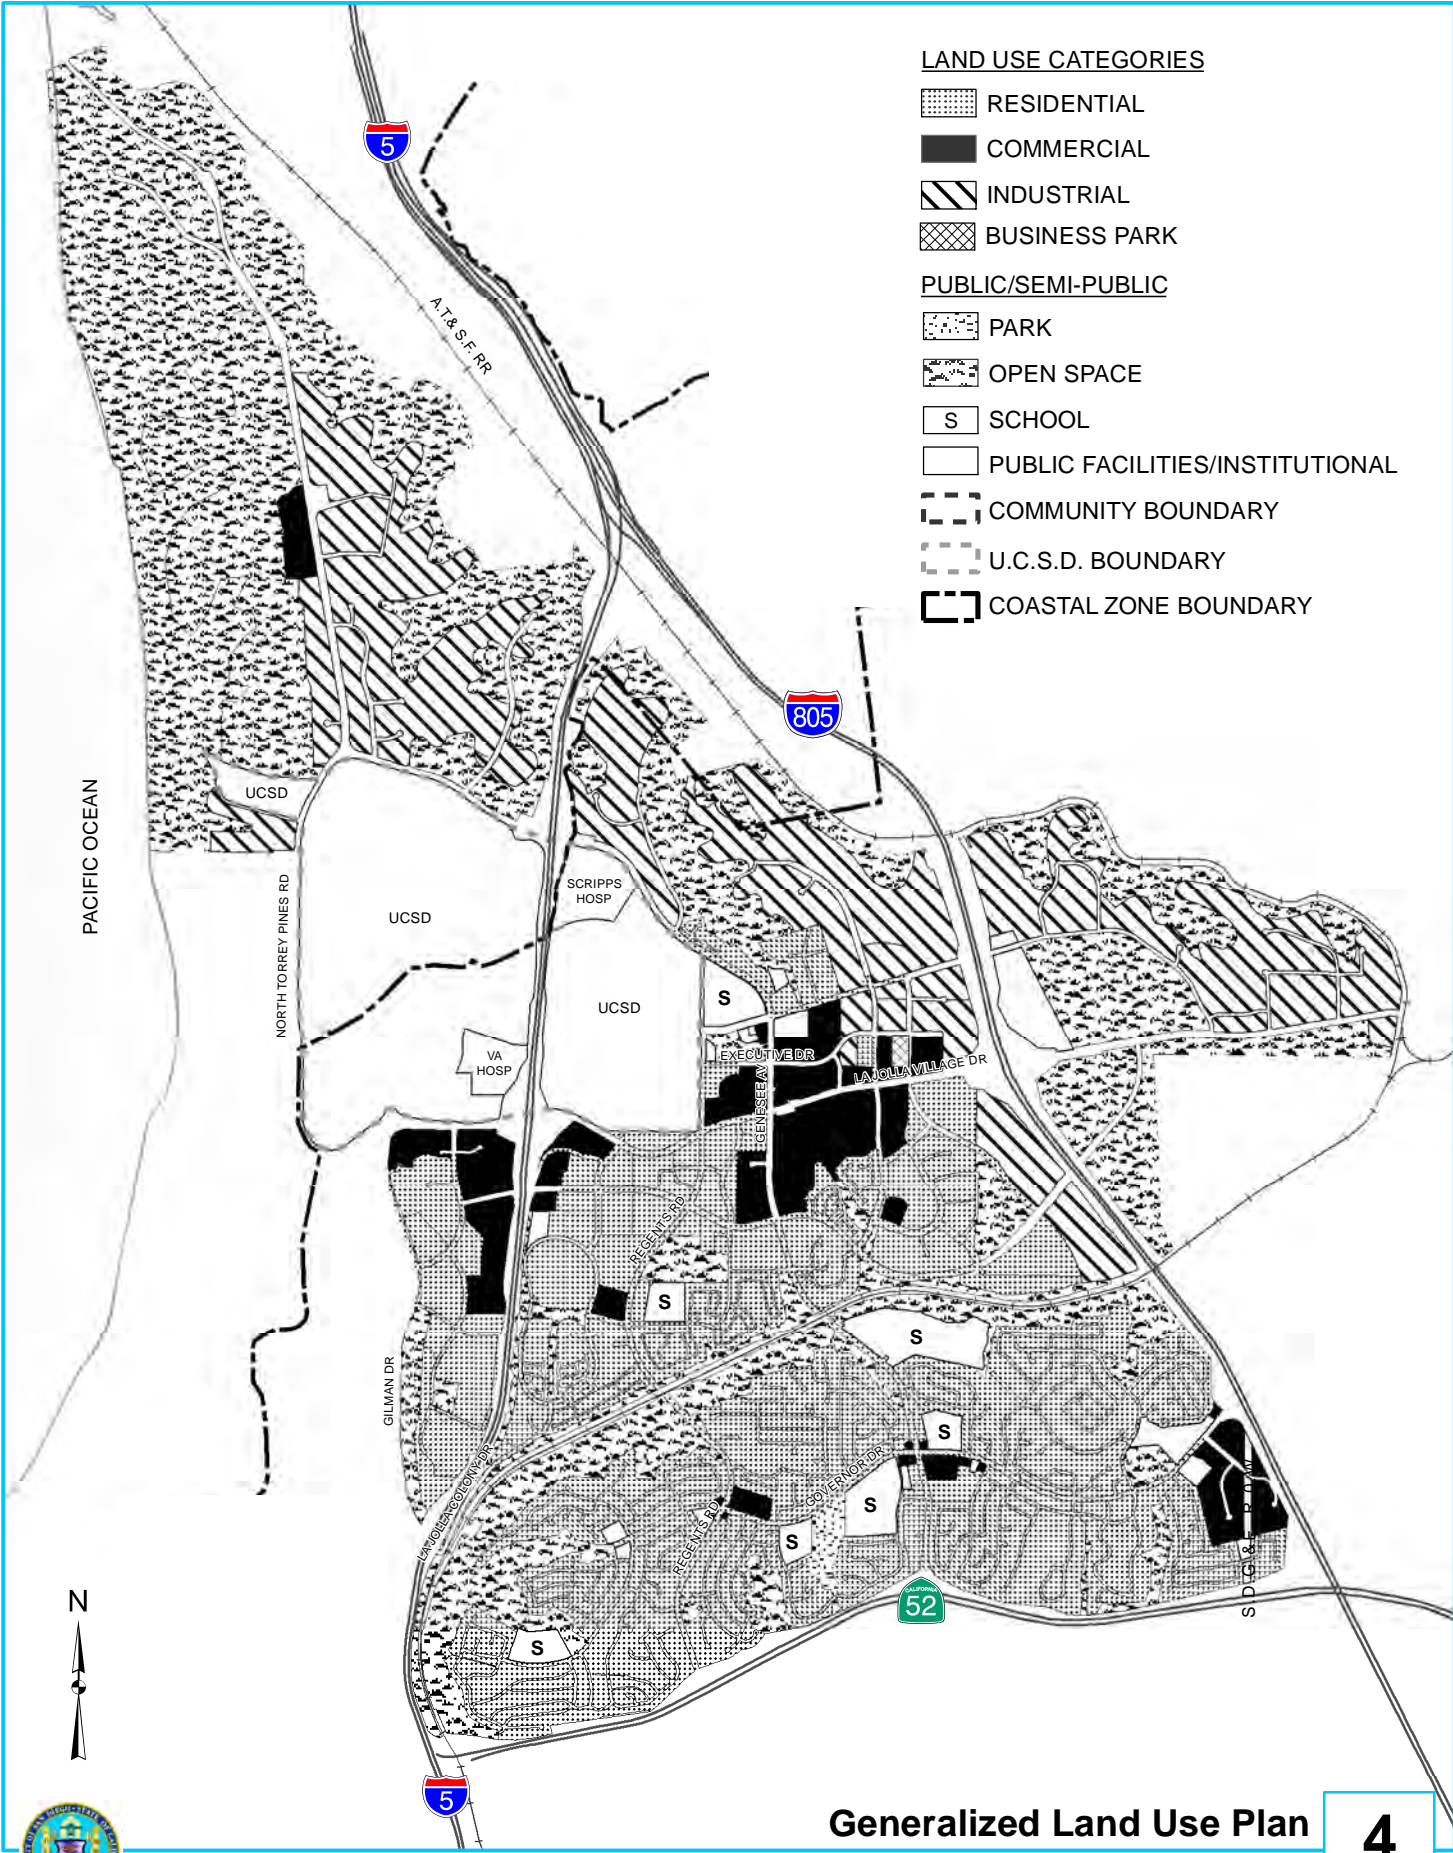 LAND USE CATEGORIES
RESIDENTIAL
COMMERCIAL
INDUSTRIAL
BUSINESS PARK
PUBLIC/SEMI-PUBLIC
PARK
OPEN SPACE
S SCHOOL
PUBLIC FACILITIES/INSTITUTIONAL
COMMUNITY BOUNDARY
U.C.S.D. BOUNDARY
COASTAL ZONE BOUNDARY
5
A.T.& S.F. RR
805
PACIFIC OCEAN
UCSD
NORTH TORREY PINES RD
UCSD
SCRIPPS
HOSP
UCSD
S
VA
HOSP
EXECUTIVE DR
GENESEE AV
LA JOLLA VILLAGE DR
REGENTS RD
S
S
GILMAN DR
S
LA JOLLA COLONY DR
GOVERNOR DR
S
REGENTS RD
S
S.D.G.& E. R.O.W
CALIFORNIA
52
S
N
5
Generalized Land Use Plan
4